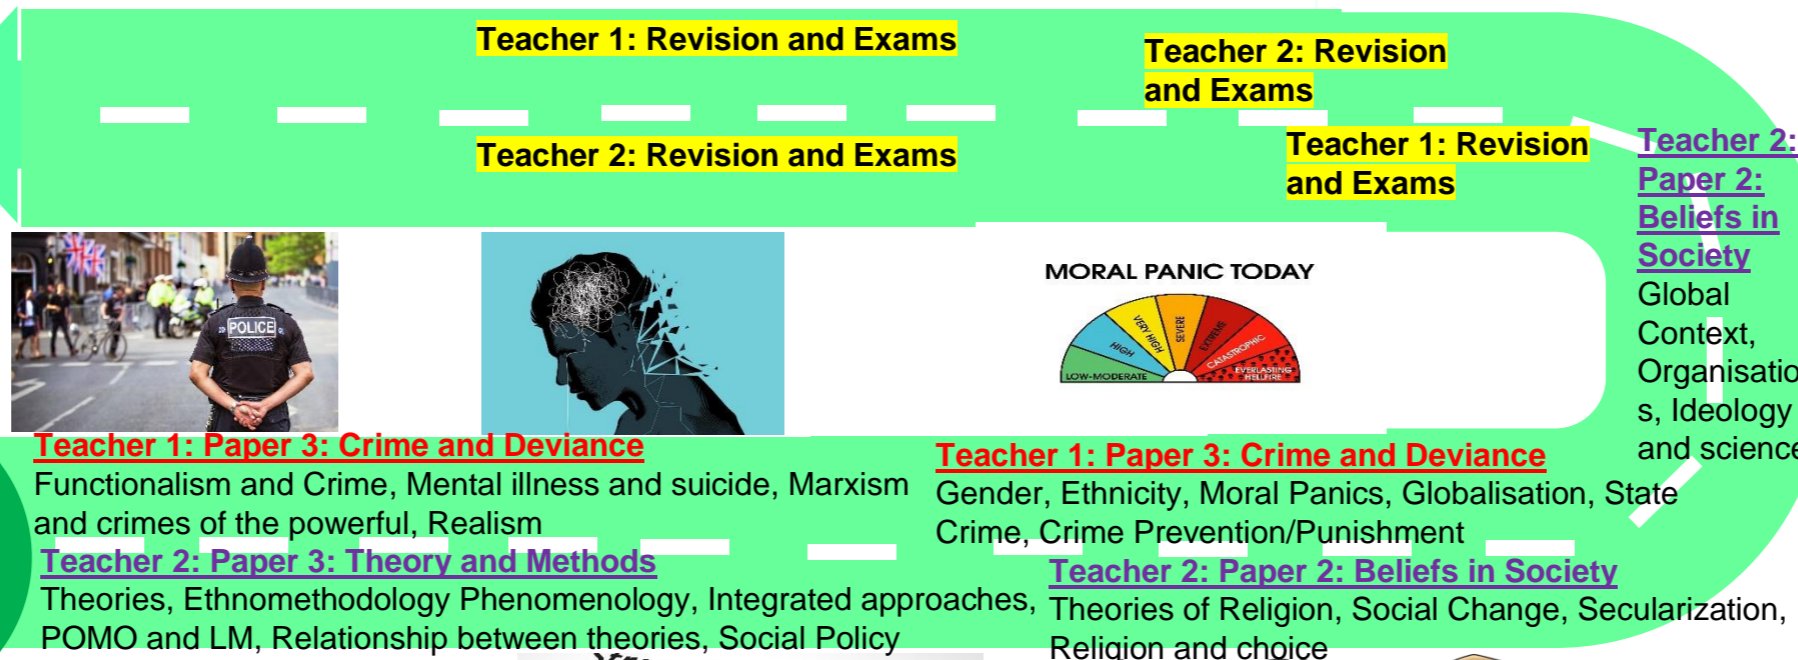 Teacher 1: Revision and Exams
Teacher 2: Revision
and Exams
Teacher 2: Revision and Exams
Teacher 1: Revision
and Exams
Teacher 2:
Paper 2:
Beliefs in
Society
Global
Context,
Organisatio
s, Ideology
and science
POLICE
MORAL PANIC TODAY
LOW-MODERATE
HIGH
VERY HIGH
SEVERE
EXTREME
CATASTROPHIC
EVERLASTING
HELLFIRE
Teacher 1: Paper 3: Crime and Deviance
Functionalism and Crime, Mental illness and suicide, Marxism
and crimes of the powerful, Realism
Teacher 2: Paper 3: Theory and Methods
Theories, Ethnomethodology Phenomenology, Integrated approaches,
POMO and LM, Relationship between theories, Social Policy
Teacher 1: Paper 3: Crime and Deviance
Gender, Ethnicity, Moral Panics, Globalisation, State
Crime, Crime Prevention/Punishment
Teacher 2: Paper 2: Beliefs in Society
Theories of Religion, Social Change, Secularization,
Religion and choice